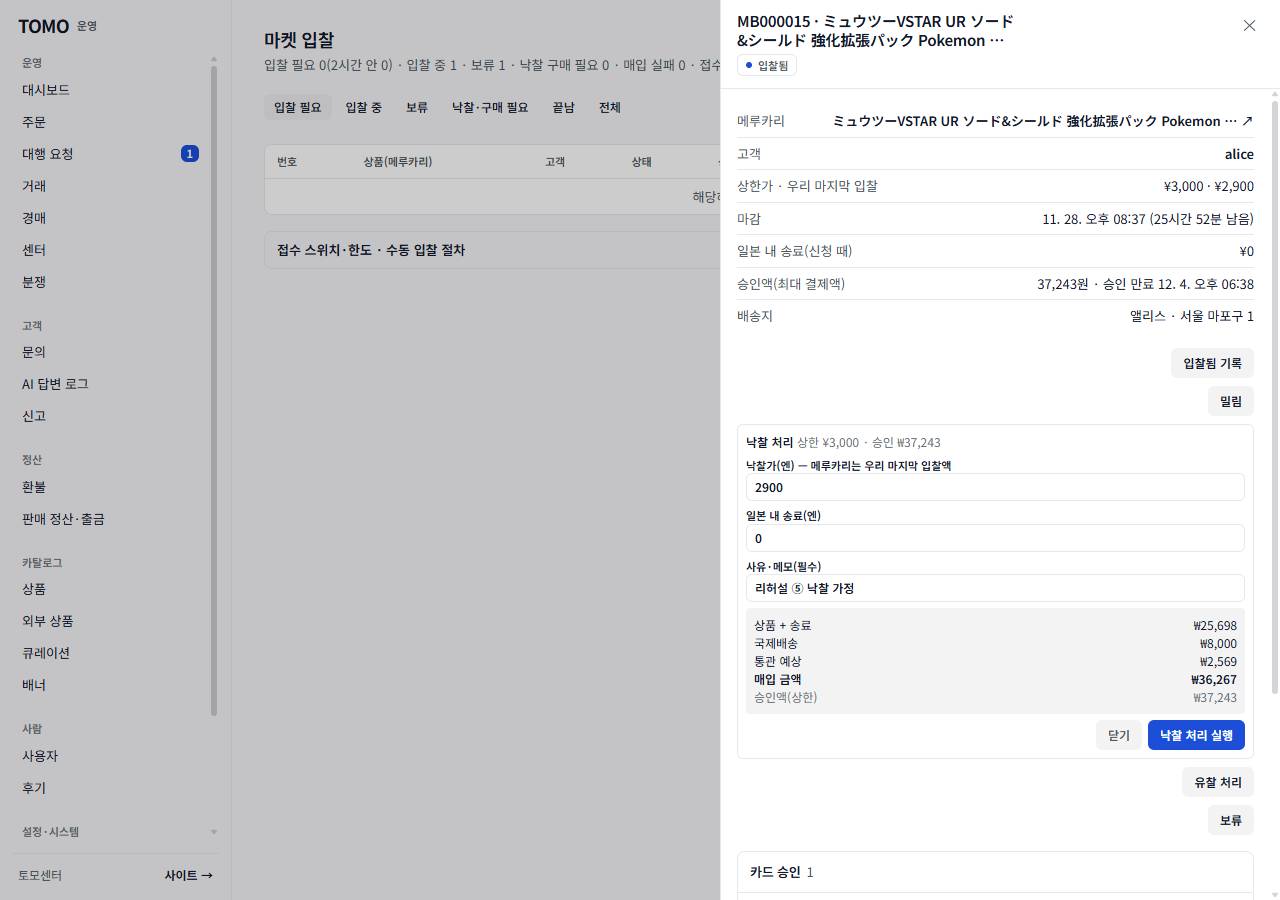 TOMO 운영
운영
대시보드
주문
대행 요청 1
거래
경매
센터
분쟁
고객
문의
AI 답변 로그
신고
정산
환불
판매 정산·출금
카탈로그
상품
외부 상품
큐레이션
배너
사람
사용자
후기
설정·시스템
토모센터 사이트 →
마켓 입찰
입찰 필요 0(2시간 안 0) · 입찰 중 1 · 보류 1 · 낙찰 구매 필요 0 · 매입 실패 0 · 접수
입찰 필요 입찰 중 보류 낙찰·구매 필요 끝남 전체
번호 상품(메루카리) 고객 상태
접수 스위치·한도 · 수동 입찰 절차
MB000015 · ミュウツーVSTAR UR ソード
&シールド 強化拡張パック Pokemon ···
입찰됨
메루카리 ミュウツーVSTAR UR ソード&シールド 強化拡張パック Pokemon ··· ↗
고객 alice
상한가 · 우리 마지막 입찰 ¥3,000 · ¥2,900
마감 11. 28. 오후 08:37 (25시간 52분 남음)
일본 내 송료(신청 때) ¥0
승인액(최대 결제액) 37,243원 · 승인 만료 12. 4. 오후 06:38
배송지 앨리스 · 서울 마포구 1
입찰됨 기록
밀림
낙찰 처리 상한 ¥3,000 · 승인 ₩37,243
낙찰가(엔) — 메루카리는 우리 마지막 입찰액
2900
일본 내 송료(엔)
0
사유·메모(필수)
리허설 ⑤ 낙찰 가정
상품 + 송료 ₩25,698
국제배송 ₩8,000
통관 예상 ₩2,569
매입 금액 ₩36,267
승인액(상한) ₩37,243
닫기 낙찰 처리 실행
유찰 처리
보류
카드 승인 1